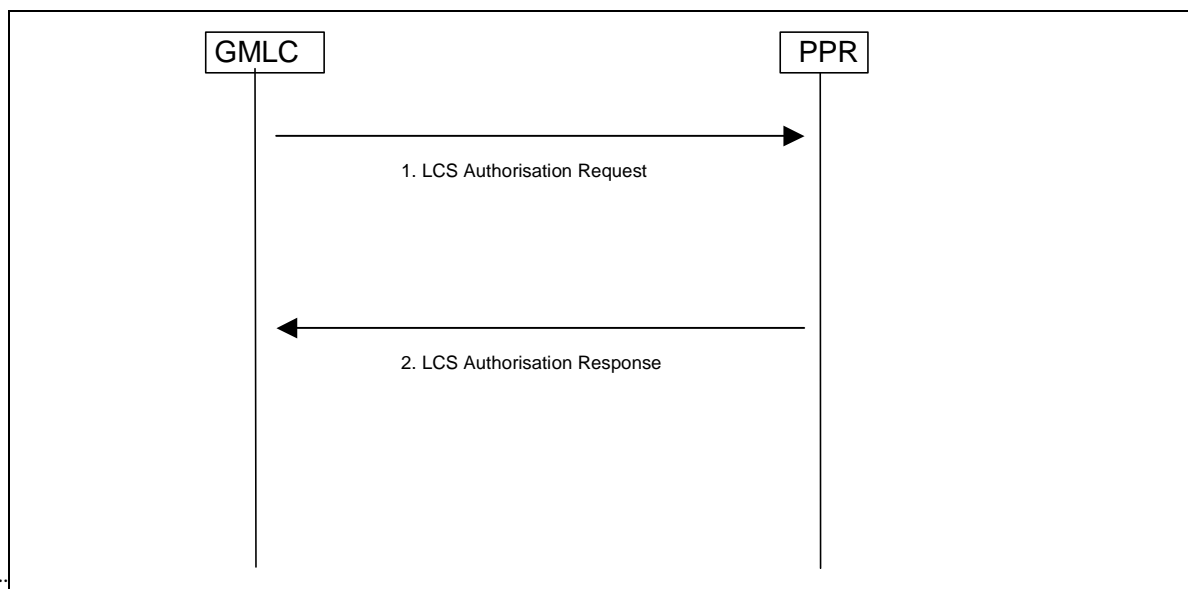 GMLC
PPR
1. LCS Authorisation Request
2. LCS Authorisation Response
..